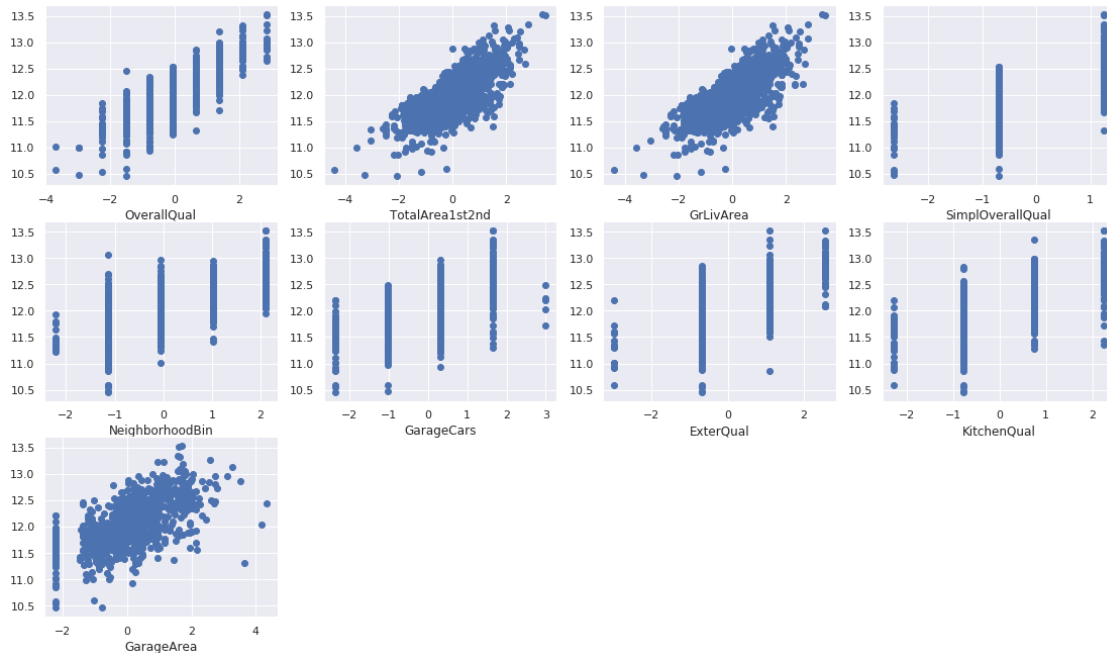 13.5 13.5 13.5 13.5
13.0 13.0 13.0 13.0
12.5 12.5 12.5 12.5
12.0 12.0 12.0 12.0
11.5 11.5 11.5 11.5
11.0 11.0 11.0 11.0
10.5 10.5 10.5 10.5
−4 −2 0 2 −4 −2 0 2 −4 −2 0 2 −2 −1 0 1
OverallQual TotalArea1st2nd GrLivArea SimplOverallQual
13.5 13.5 13.5 13.5
13.0 13.0 13.0 13.0
12.5 12.5 12.5 12.5
12.0 12.0 12.0 12.0
11.5 11.5 11.5 11.5
11.0 11.0 11.0 11.0
10.5 10.5 10.5 10.5
−2 −1 0 1 2 −2 −1 0 1 2 3 −2 0 2 −2 −1 0 1 2
NeighborhoodBin GarageCars ExterQual KitchenQual
13.5
13.0
12.5
12.0
11.5
11.0
10.5
−2 0 2 4
GarageArea